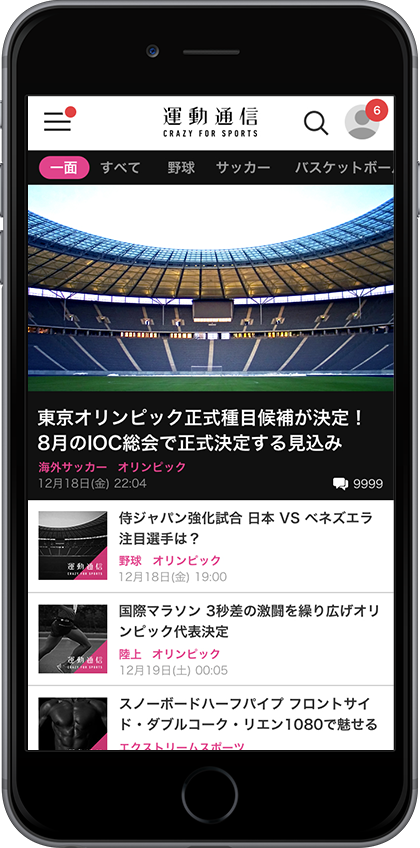 運動通信
CRAZY FOR SPORTS
6
一面 すべて 野球 サッカー バスケットボー
東京オリンピック正式種目候補が決定！
8月のIOC総会で正式決定する見込み
海外サッカー オリンピック
12月18日(金) 22:04
9999
侍ジャパン強化試合 日本 VS ベネズエラ
注目選手は？
野球 オリンピック
12月18日(金) 19:00
運動通信
CRAZY FOR SPORTS
国際マラソン 3秒差の激闘を繰り広げオリ
ンピック代表決定
陸上 オリンピック
12月19日(土) 00:05
運動通信
CRAZY FOR SPORTS
スノーボードハーフパイプ フロントサイ
ド・ダブルコーク・リエン1080で魅せる
エクストリームスポーツ
運動通信